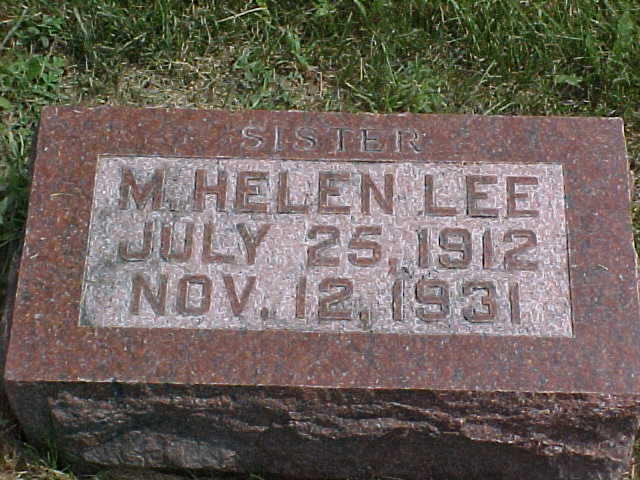 SISTER
M. HELEN LEE
JULY 25, 1912
NOV. 12, 1931